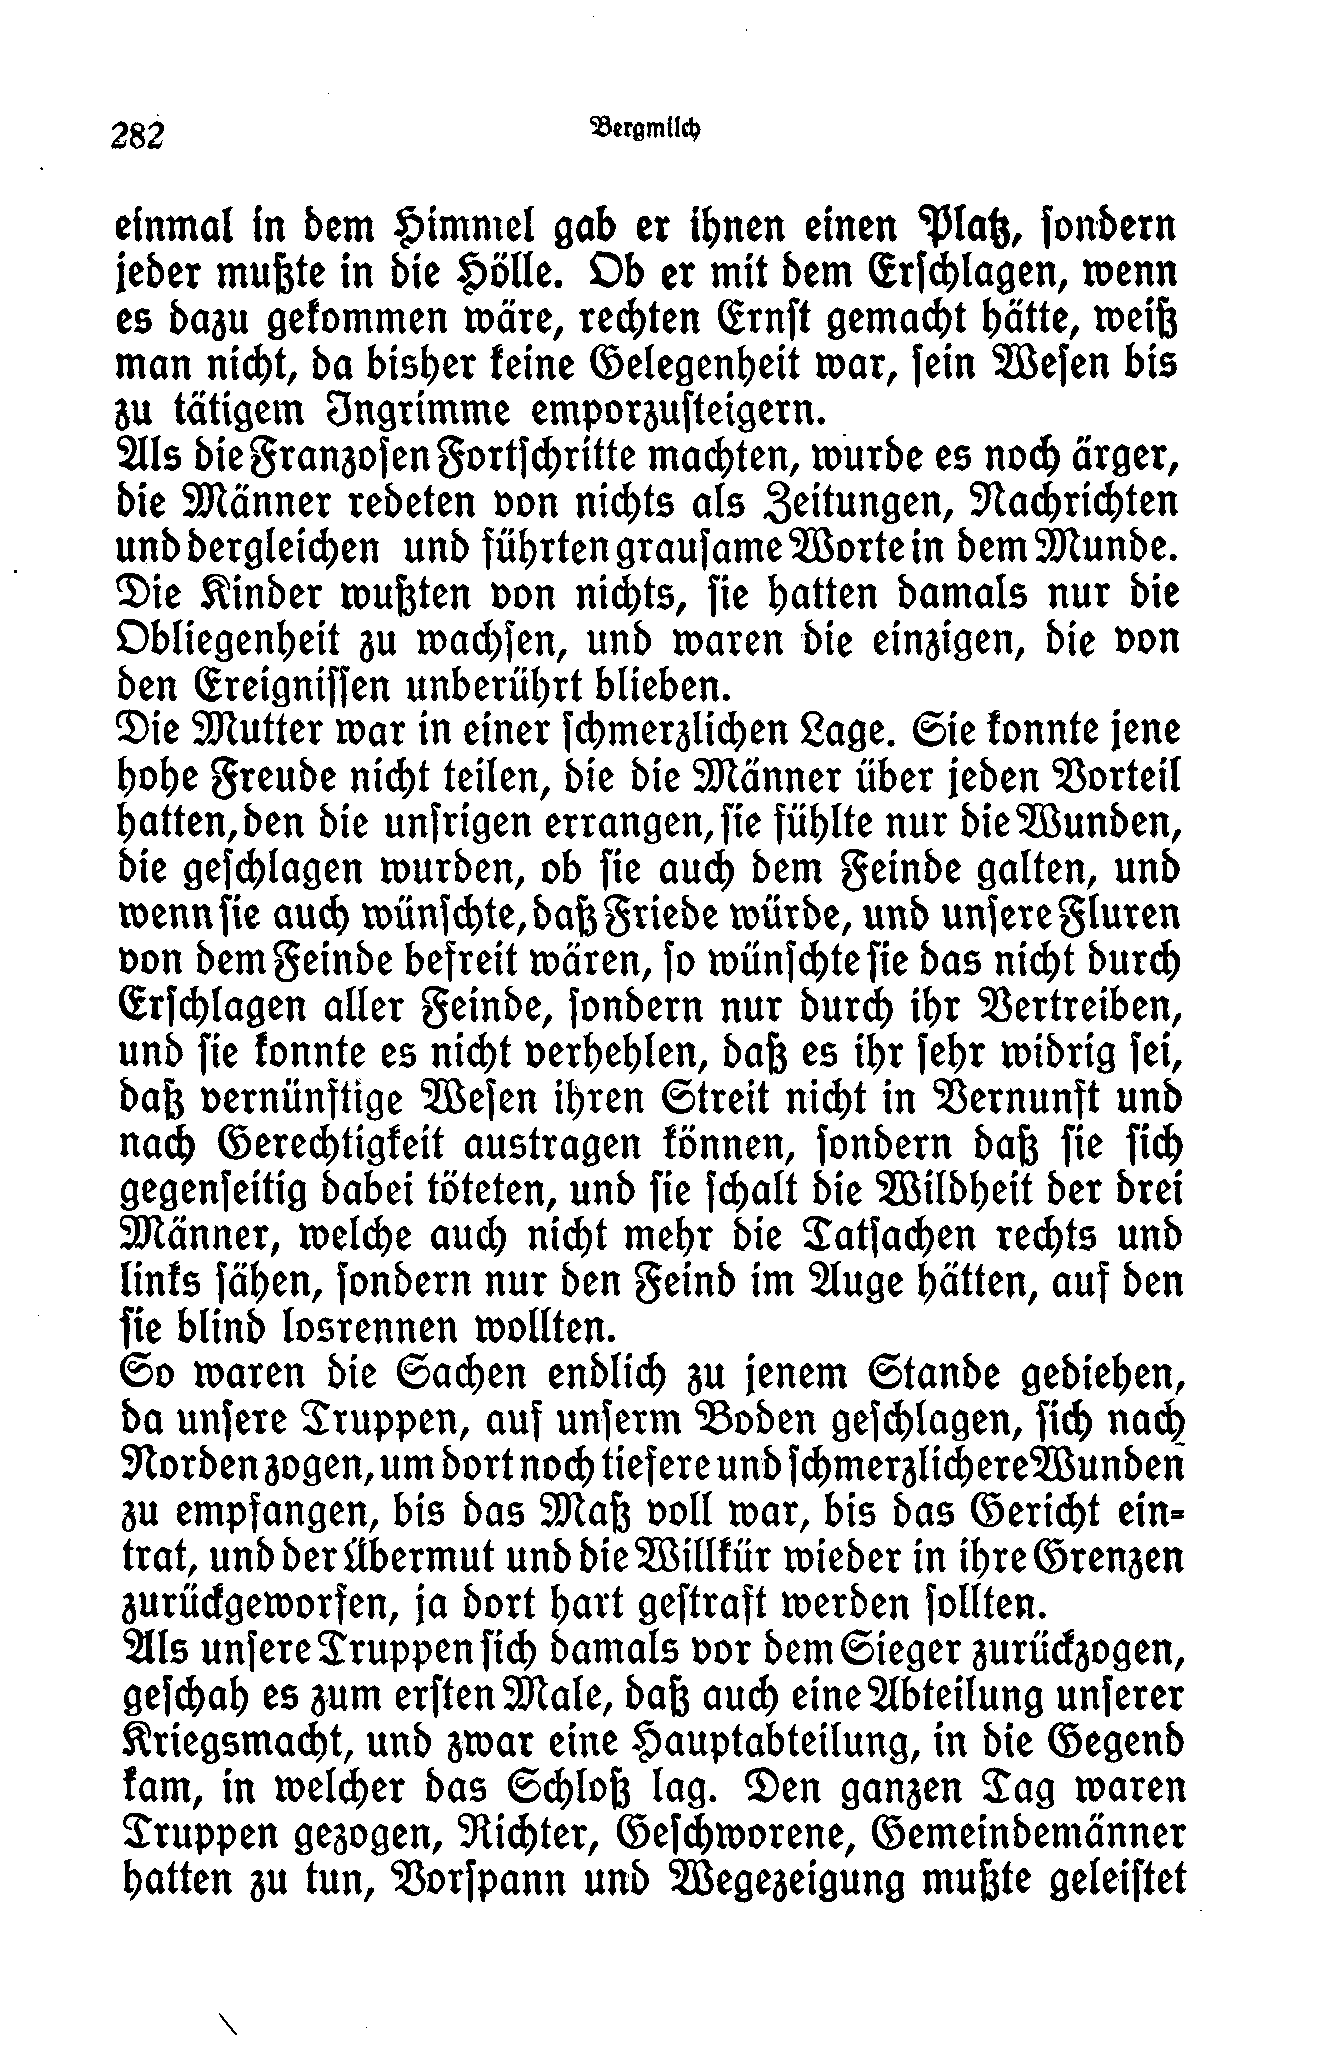 282
Bergmilch
einmal in dem Himmel gab er ihnen einen Platz, sondern
jeder mußte in die Hölle. Ob er mit dem Erschlagen, wenn
es dazu gekommen wäre, rechten Ernst gemacht hätte, weiß
man nicht, da bisher keine Gelegenheit war, sein Wesen bis
zu tätigem Ingrimme emporzusteigern.
Als die Franzosen Fortschritte machten, wurde es noch ärger,
die Männer redeten von nichts als Zeitungen, Nachrichten
und dergleichen und führten grausame Worte in dem Munde.
Die Kinder wußten von nichts, sie hatten damals nur die
Obliegenheit zu wachsen, und waren die einzigen, die von
den Ereignissen unberührt blieben.
Die Mutter war in einer schmerzlichen Lage. Sie konnte jene
hohe Freude nicht teilen, die die Männer über jeden Vorteil
hatten, den die unsrigen errangen, sie fühlte nur die Wunden,
die geschlagen wurden, ob sie auch dem Feinde galten, und
wenn sie auch wünschte, daß Friede würde, und unsere Fluren
von dem Feinde befreit wären, so wünschte sie das nicht durch
Erschlagen aller Feinde, sondern nur durch ihr Vertreiben,
und sie konnte es nicht verhehlen, daß es ihr sehr widrig sei,
daß vernünftige Wesen ihren Streit nicht in Vernunft und
nach Gerechtigkeit austragen können, sondern daß sie sich
gegenseitig dabei töteten, und sie schalt die Wildheit der drei
Männer, welche auch nicht mehr die Tatsachen rechts und
links sähen, sondern nur den Feind im Auge hätten, auf den
sie blind losrennen wollten.
So waren die Sachen endlich zu jenem Stande gediehen,
da unsere Truppen, auf unserm Boden geschlagen, sich nach
Norden zogen, um dort noch tiefere und schmerzlichere Wunden
zu empfangen, bis das Maß voll war, bis das Gericht ein-
trat, und der Übermut und die Willkür wieder in ihre Grenzen
zurückgeworfen, ja dort hart gestraft werden sollten.
Als unsere Truppen sich damals vor dem Sieger zurückzogen,
geschah es zum ersten Male, daß auch eine Abteilung unserer
Kriegsmacht, und zwar eine Hauptabteilung, in die Gegend
kam, in welcher das Schloß lag. Den ganzen Tag waren
Truppen gezogen, Richter, Geschworene, Gemeindemänner
hatten zu tun, Vorspann und Wegezeigung mußte geleistet